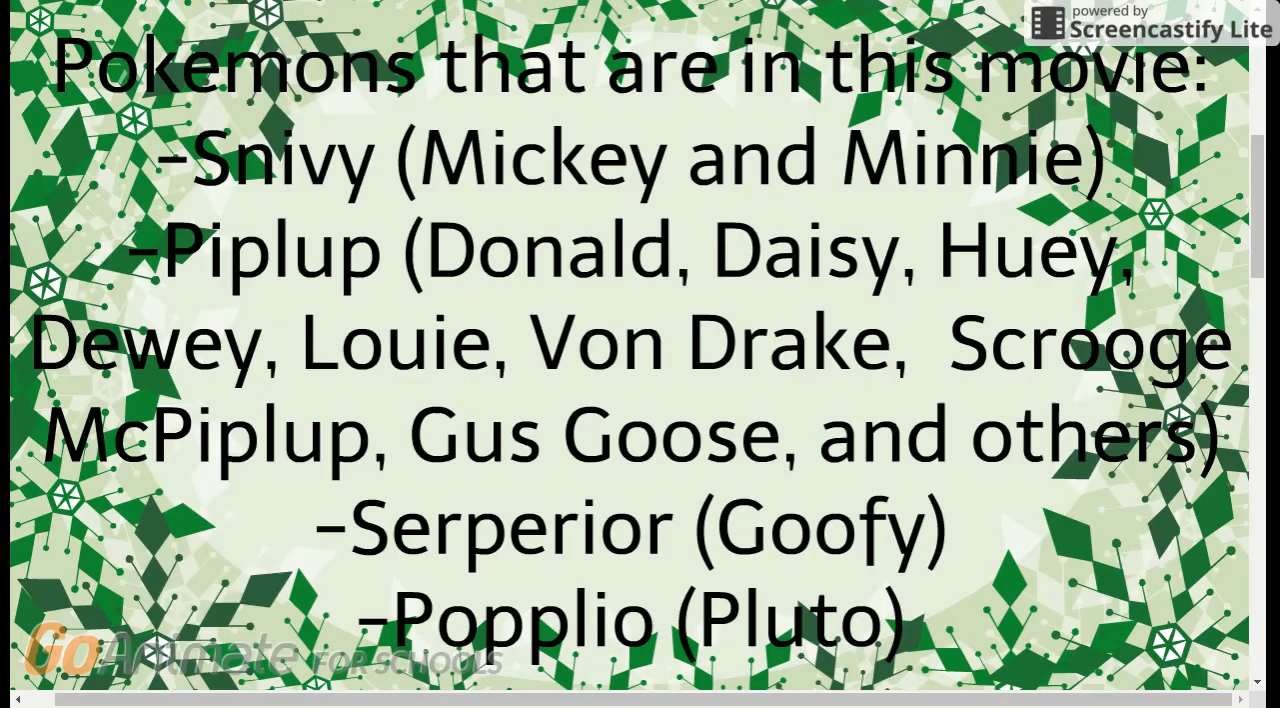 powered by
Screencastify Lite
Pokemons that are in this movie:
-Snivy (Mickey and Minnie)
-Piplup (Donald, Daisy, Huey,
Dewey, Louie, Von Drake,  Scrooge
McPiplup, Gus Goose, and others)
-Serperior (Goofy)
-Popplio (Pluto)
GoAnimate FOR SCHOOLS